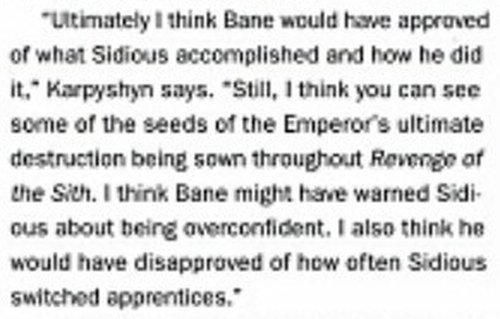 "Ultimately I think Bane would have approved
of what Sidious accomplished and how he did
it," Karpyshyn says. "Still, I think you can see
some of the seeds of the Emperor's ultimate
destruction being sown throughout Revenge of
the Sith. I think Bane might have warned Sidi-
ous about being overconfident. I also think he
would have disapproved of how often Sidious
switched apprentices."